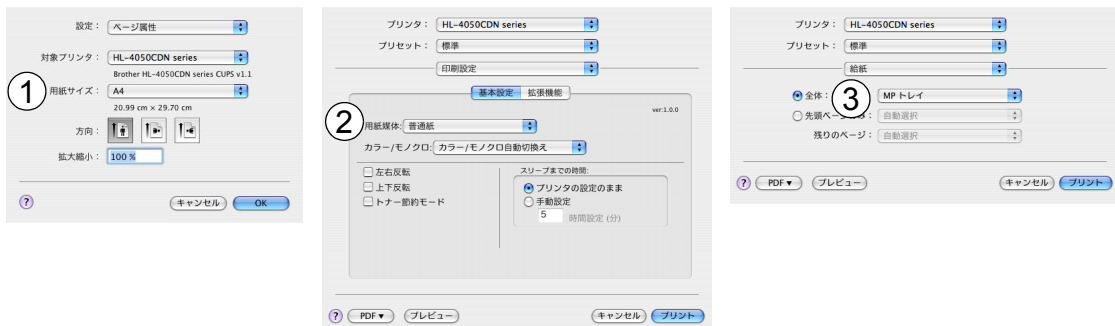 設定： ページ属性
対象プリンタ： HL-4050CDN series
Brother HL-4050CDN series CUPS v1.1
① 用紙サイズ： A4
20.99 cm × 29.70 cm
方向：
拡大縮小： 100 %
? キャンセル OK
プリンタ： HL-4050CDN series
プリセット： 標準
印刷設定
基本設定 拡張機能
ver:1.0.0
② 用紙媒体: 普通紙
カラー/モノクロ: カラー/モノクロ自動切換え
左右反転
上下反転
トナー節約モード
スリープまでの時間:
プリンタの設定のまま
手動設定
5 時間設定 (分)
? PDF▼ プレビュー キャンセル プリント
プリンタ： HL-4050CDN series
プリセット： 標準
給紙
全体： ③ MP トレイ
先頭ペー 自動選択
残りのページ： 自動選択
? PDF▼ プレビュー キャンセル プリント